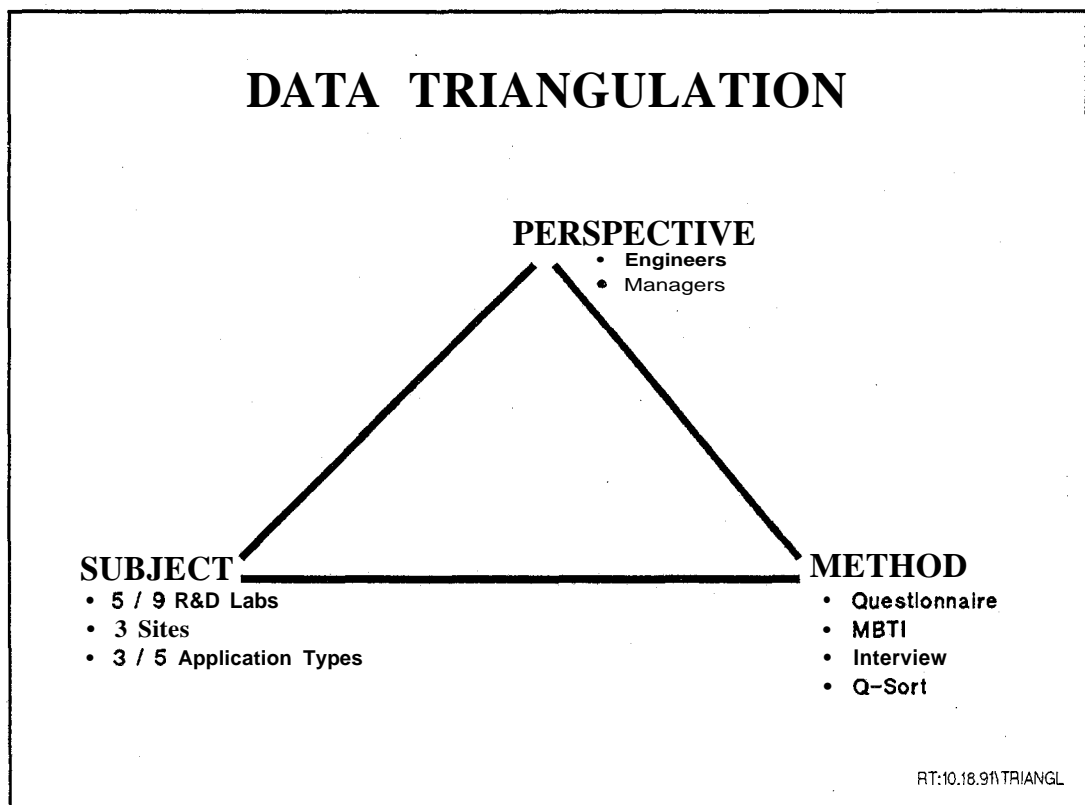 DATA TRIANGULATION
PERSPECTIVE
• Engineers
• Managers
SUBJECT
• 5 / 9 R&D Labs
• 3 Sites
• 3 / 5 Application Types
METHOD
• Questionnaire
• MBTI
• Interview
• Q-Sort
RT:10.18.91\TRIANGL